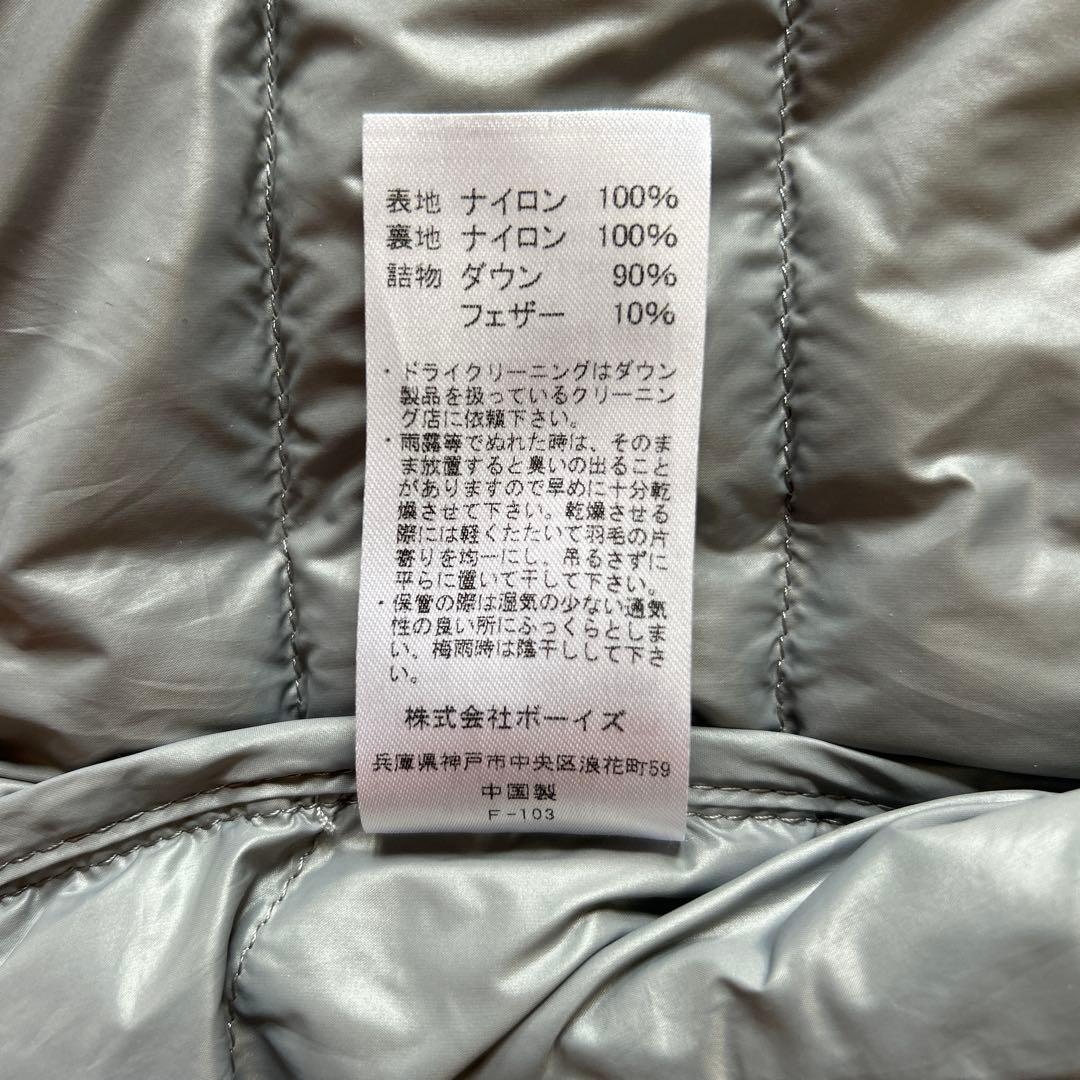 表地 ナイロン 100%
裏地 ナイロン 100%
詰物 ダウン 90%
フェザー 10%
・ドライクリーニングはダウン
製品を扱っているクリーニン
グ店に依頼下さい。
・雨露等でぬれた時は、そのま
ま放置すると臭いの出ること
がありますので早めに十分乾
燥させて下さい。乾燥させる
際には軽くたたいて羽毛の片
寄りを均一にし、吊るさずに
平らに置いて干して下さい。
・保管の際は湿気の少ない通気
性の良い所にふっくらとしま
い、梅雨時は陰干しして下さ
い。
株式会社ボーイズ
兵庫県神戸市中央区浪花町59
中国製
F-103